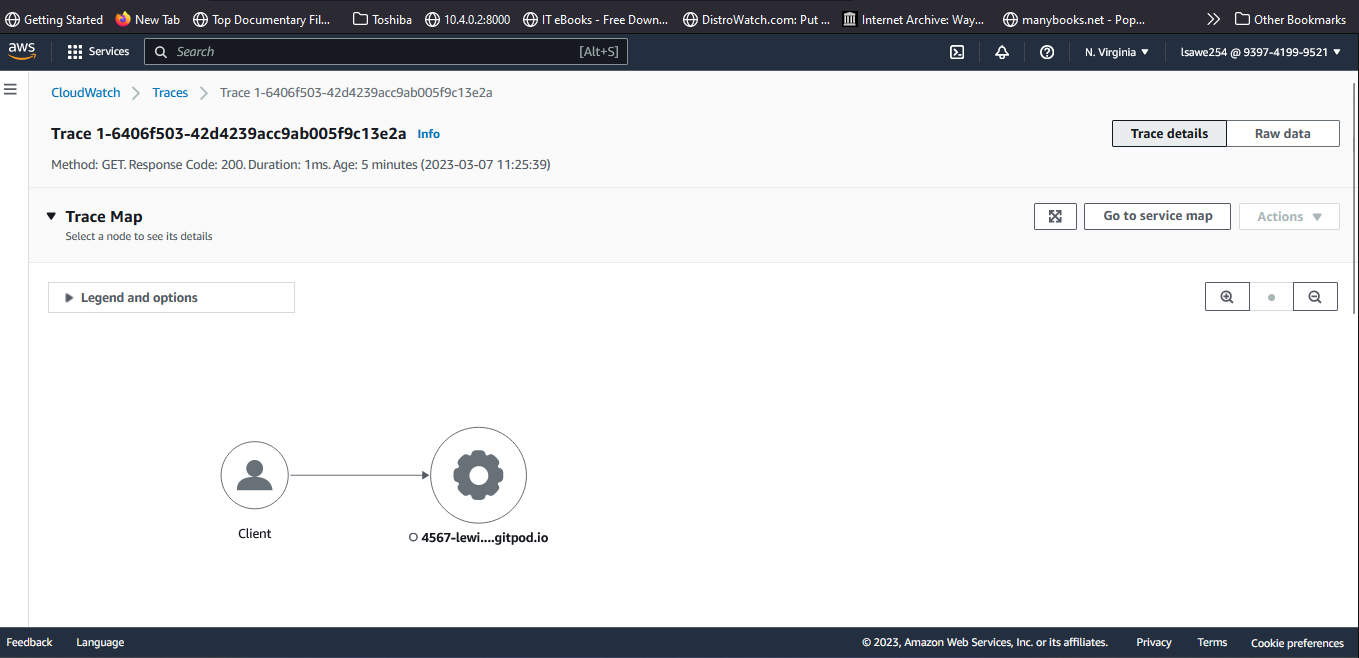 Getting Started New Tab Top Documentary Fil... Toshiba 10.4.0.2:8000 IT eBooks - Free Down... DistroWatch.com: Put ... Internet Archive: Way... manybooks.net - Pop... Other Bookmarks
aws Services Search [Alt+S] N. Virginia lsawe254 @ 9397-4199-9521
CloudWatch Traces Trace 1-6406f503-42d4239acc9ab005f9c13e2a
Trace 1-6406f503-42d4239acc9ab005f9c13e2a Info Trace details Raw data
Method: GET. Response Code: 200. Duration: 1ms. Age: 5 minutes (2023-03-07 11:25:39)
Trace Map Go to service map Actions
Select a node to see its details
Legend and options
Client
4567-lewi....gitpod.io
Feedback Language © 2023, Amazon Web Services, Inc. or its affiliates. Privacy Terms Cookie preferences